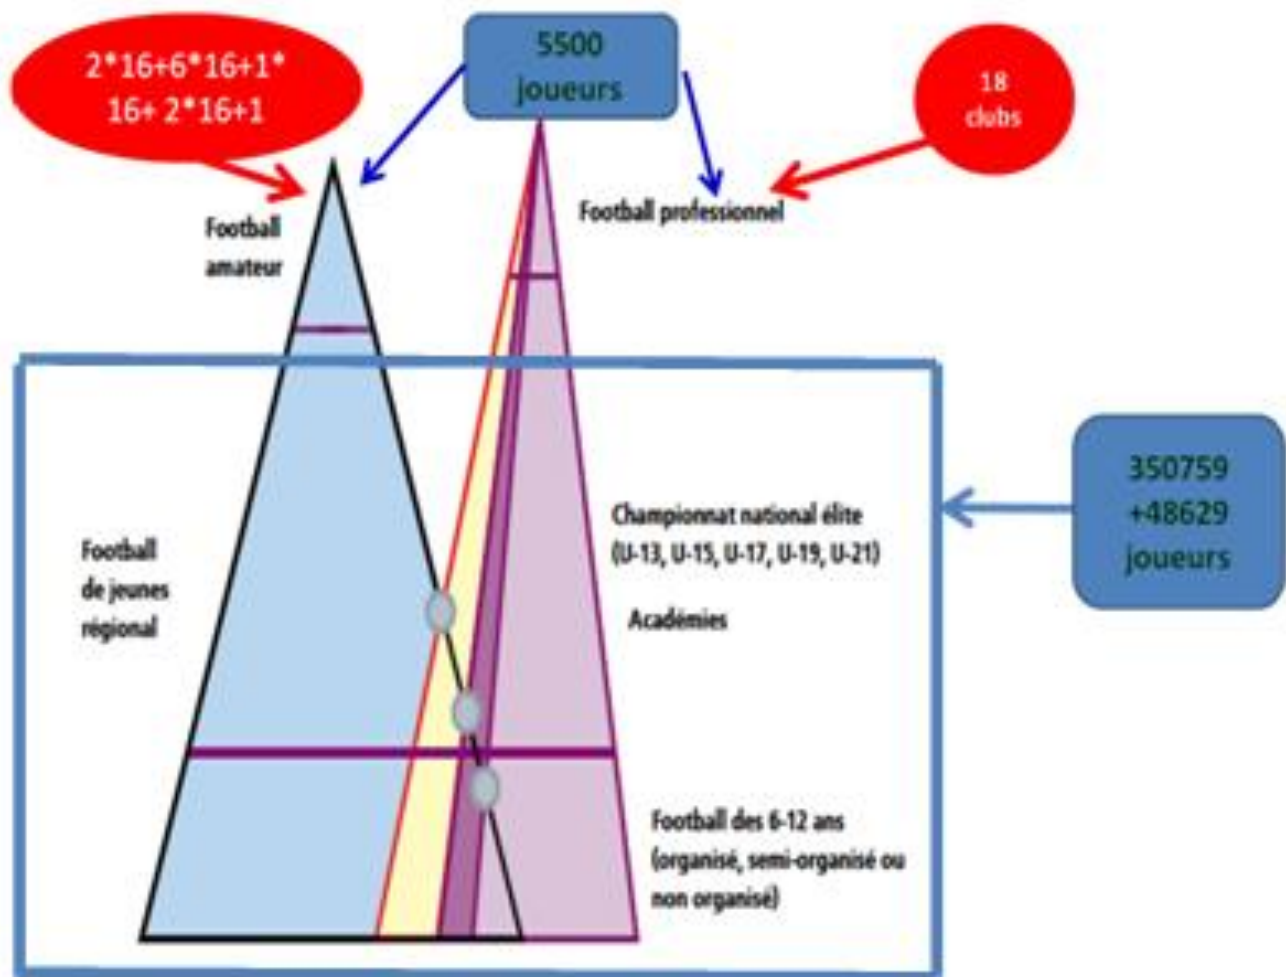 2*16+6*16+1*
16+ 2*16+1
5500
joueurs
18
clubs
Football
amateur
Football professionnel
Football
de jeunes
régional
Championnat national élite
(U-13, U-15, U-17, U-19, U-21)
Académies
350759
+48629
joueurs
Football des 6-12 ans
(organisé, semi-organisé ou
non organisé)